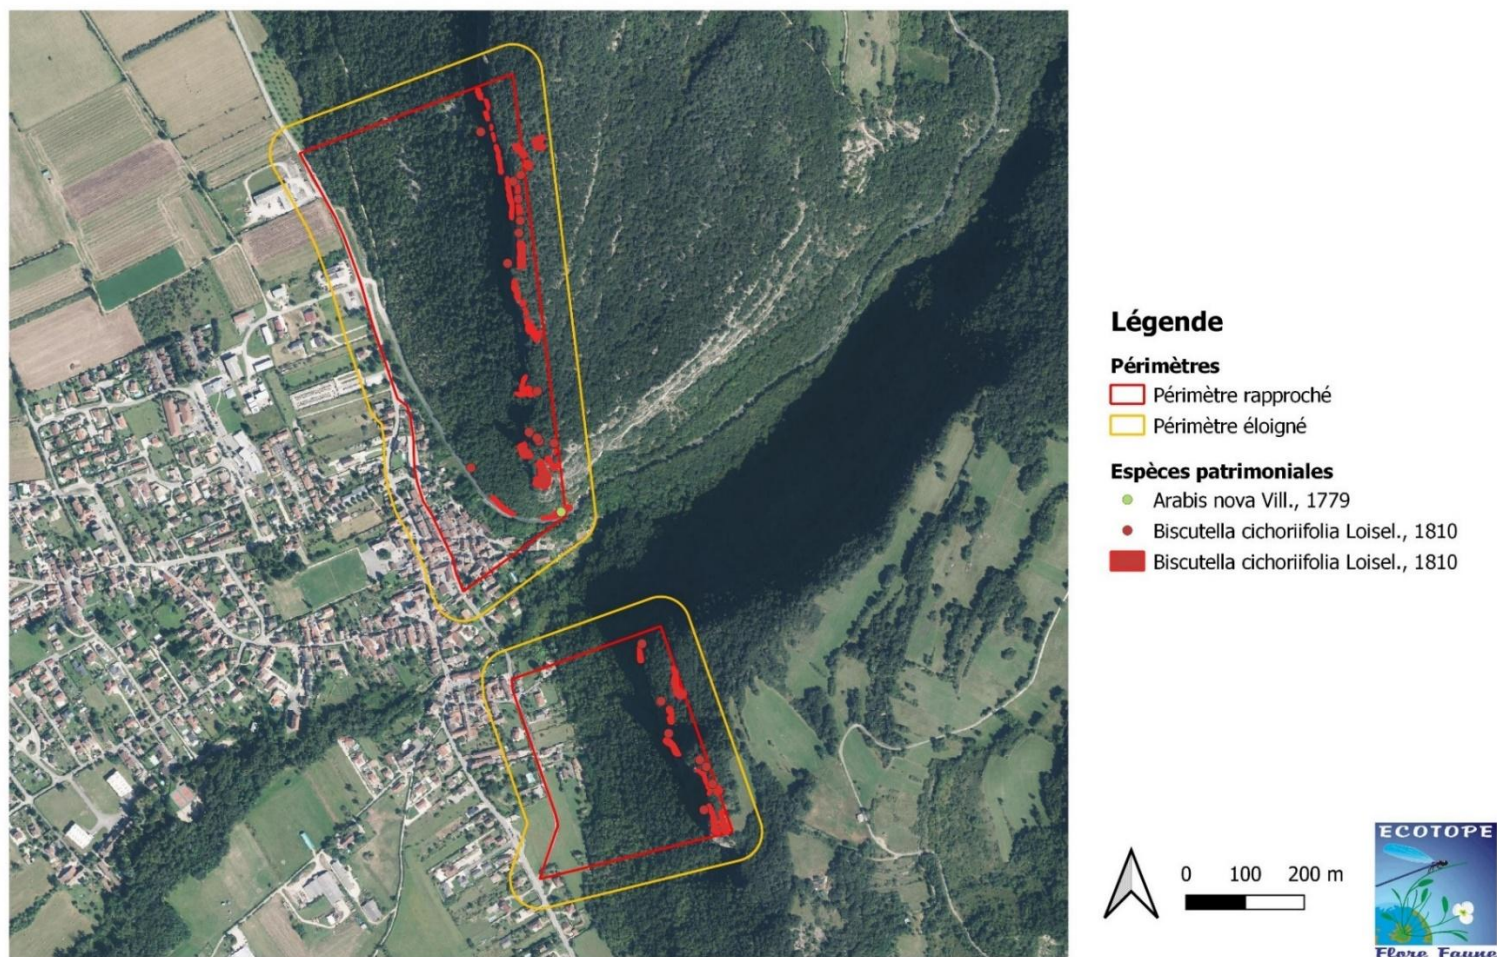 Légende
Périmètres
Périmètre rapproché
Périmètre éloigné
Espèces patrimoniales
Arabis nova Vill., 1779
Biscutella cichoriifolia Loisel., 1810
Biscutella cichoriifolia Loisel., 1810
0 100 200 m
ECOTOPE
Flore Faune